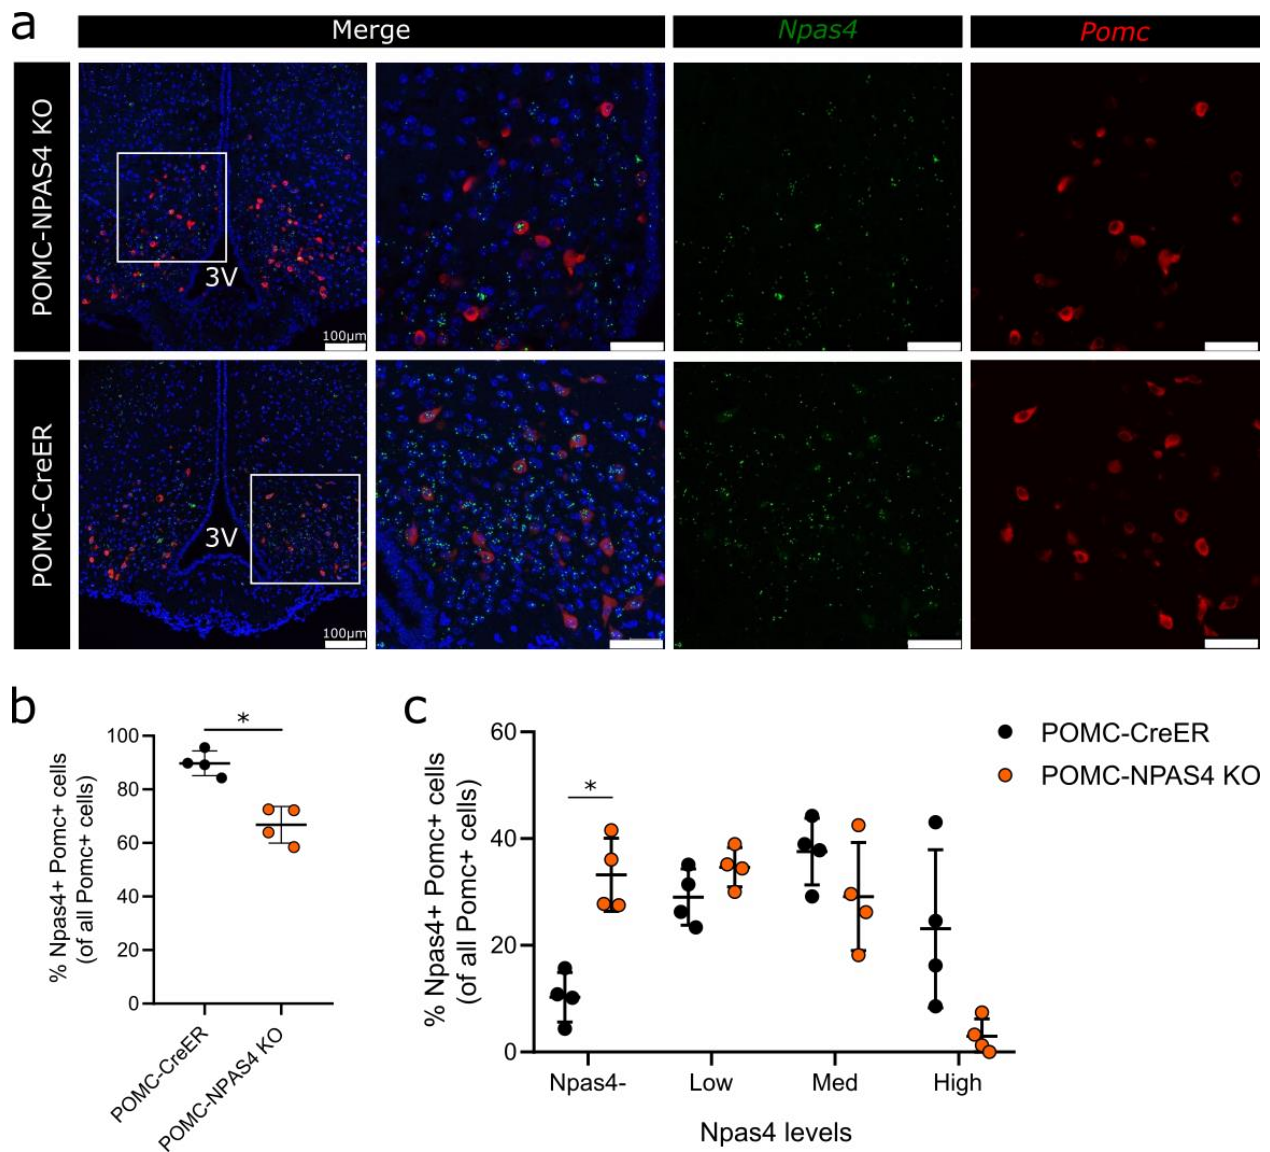 a
Merge
Npas4
Pomc
POMC-NPAS4 KO
3V
100µm
POMC-CreER
3V
100µm
b
% Npas4+ Pomc+ cells
(of all Pomc+ cells)
100
80
60
40
20
0
*
POMC-CreER
POMC-NPAS4 KO
c
% Npas4+ Pomc+ cells
(of all Pomc+ cells)
60
40
20
0
*
Npas4-
Low
Med
High
Npas4 levels
POMC-CreER
POMC-NPAS4 KO